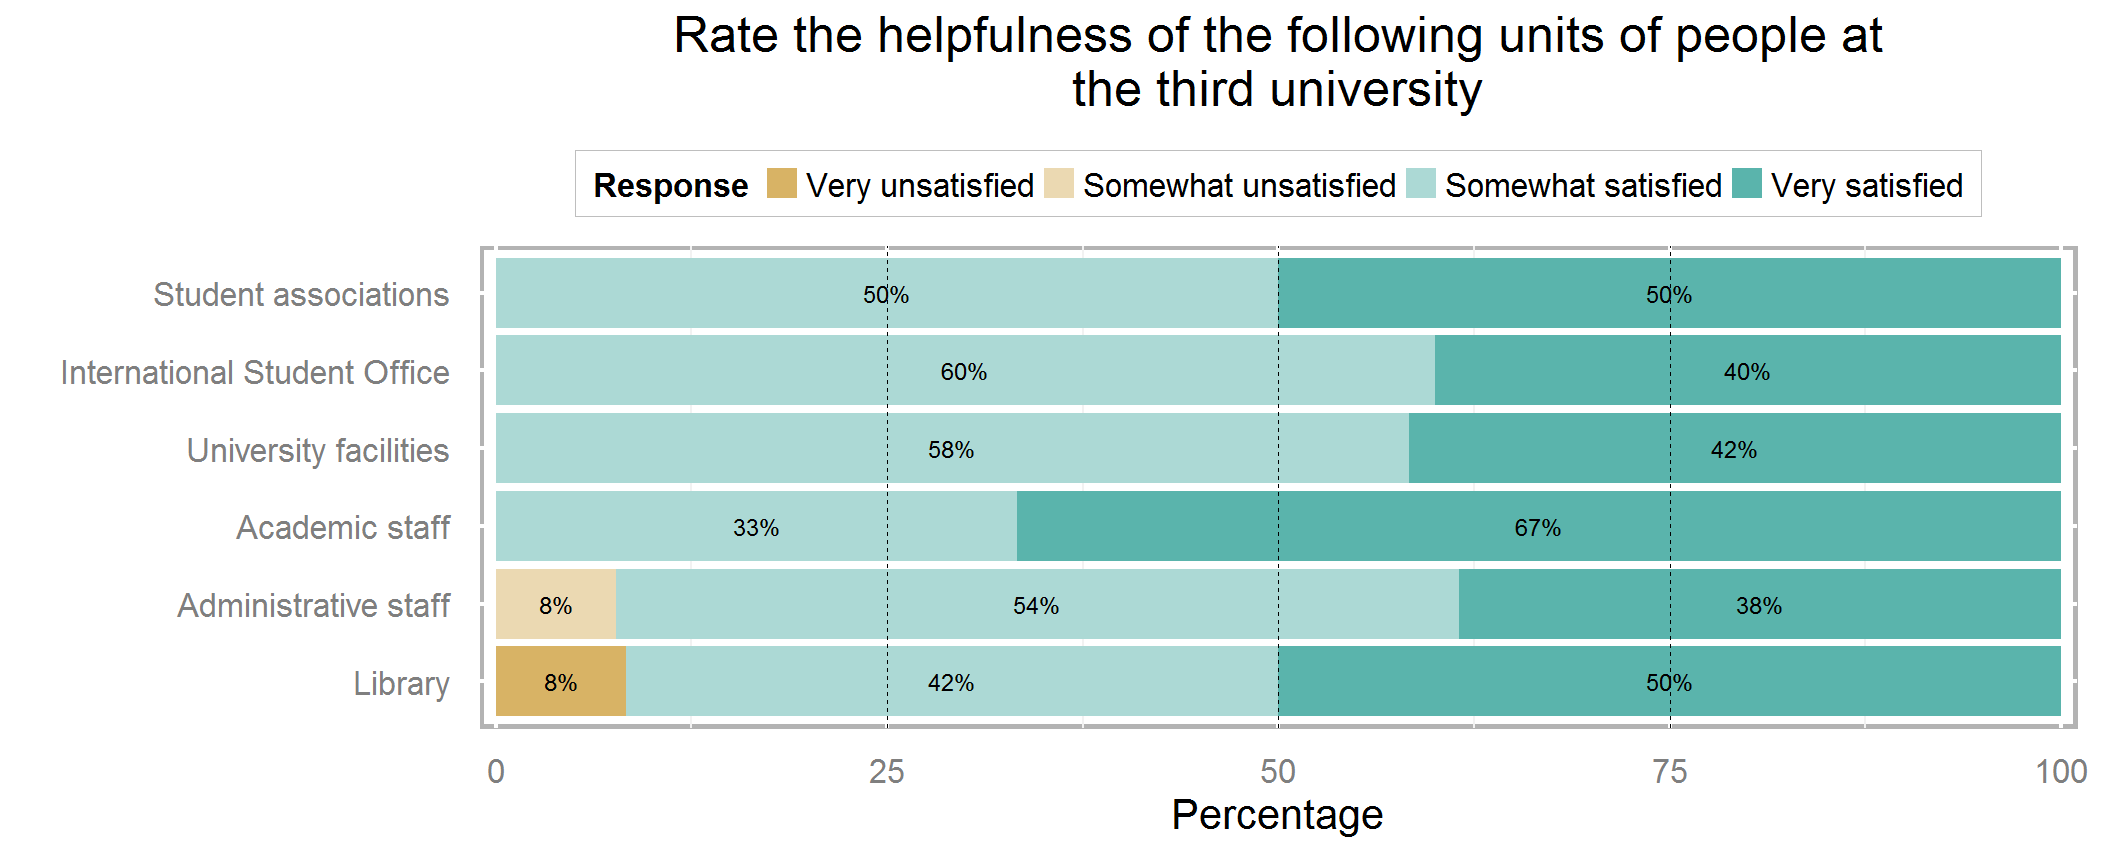 Rate the helpfulness of the following units of people at
the third university
Response Very unsatisfied Somewhat unsatisfied Somewhat satisfied Very satisfied
Student associations 50% 50%
International Student Office 60% 40%
University facilities 58% 42%
Academic staff 33% 67%
Administrative staff 8% 54% 38%
Library 8% 42% 50%
0 25 50 75 100
Percentage